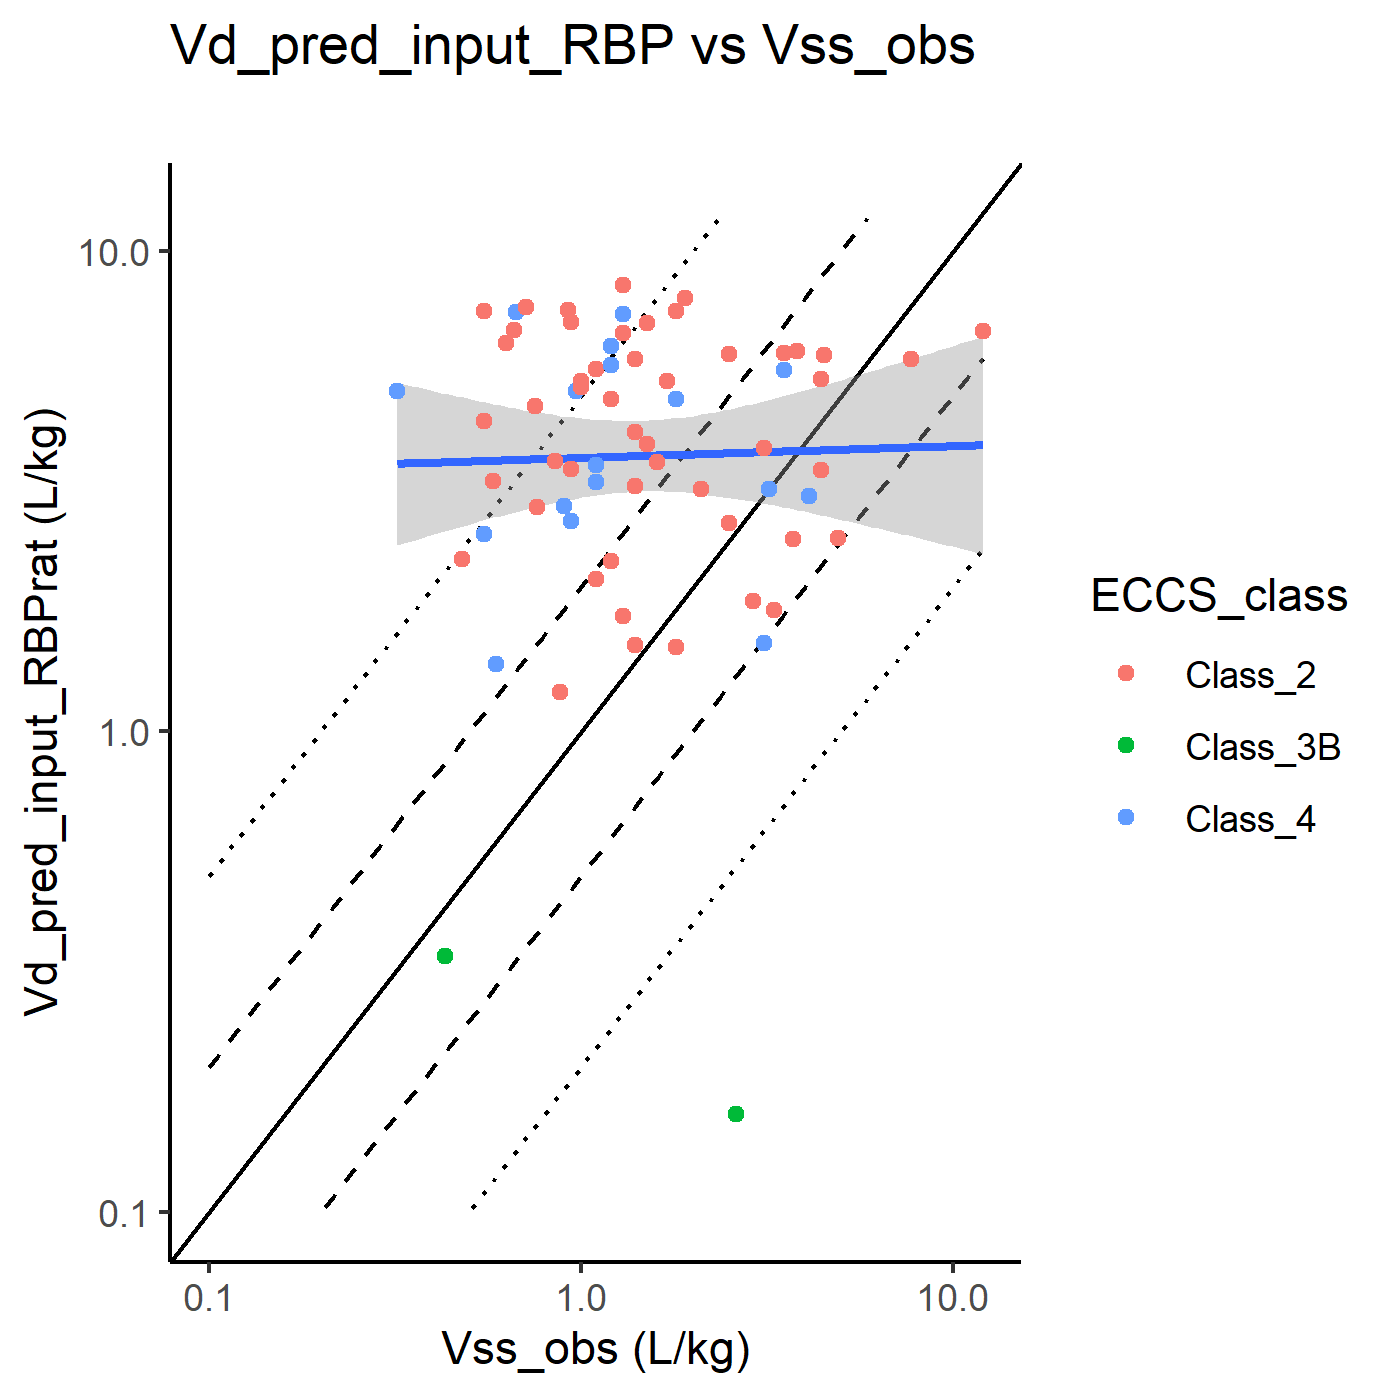 Vd_pred_input_RBP vs Vss_obs
Vd_pred_input_RBPrat (L/kg)
10.0
1.0
0.1
0.1
1.0
10.0
Vss_obs (L/kg)
ECCS_class
Class_2
Class_3B
Class_4